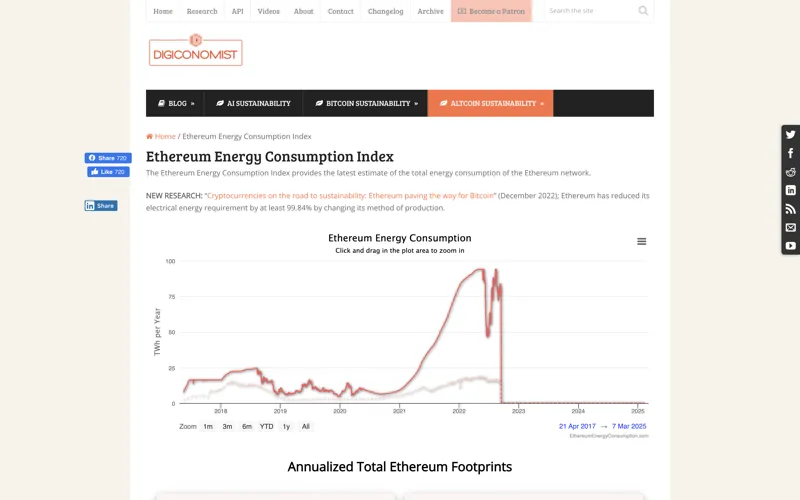 Home Research API Videos About Contact Changelog Archive Become a Patron Search the site
DIGICONOMIST
BLOG » AI SUSTAINABILITY BITCOIN SUSTAINABILITY » ALTCOIN SUSTAINABILITY »
Home / Ethereum Energy Consumption Index
Share 720
Like 720
Share
Ethereum Energy Consumption Index
The Ethereum Energy Consumption Index provides the latest estimate of the total energy consumption of the Ethereum network.
NEW RESEARCH: "Cryptocurrencies on the road to sustainability: Ethereum paving the way for Bitcoin" (December 2022); Ethereum has reduced its
electrical energy requirement by at least 99.84% by changing its method of production.
Ethereum Energy Consumption
Click and drag in the plot area to zoom in
TWh per Year
100
75
50
25
0
2018 2019 2020 2021 2022 2023 2024 2025
Zoom 1m 3m 6m YTD 1y All 21 Apr 2017 → 7 Mar 2025
EthereumEnergyConsumption.com
Annualized Total Ethereum Footprints